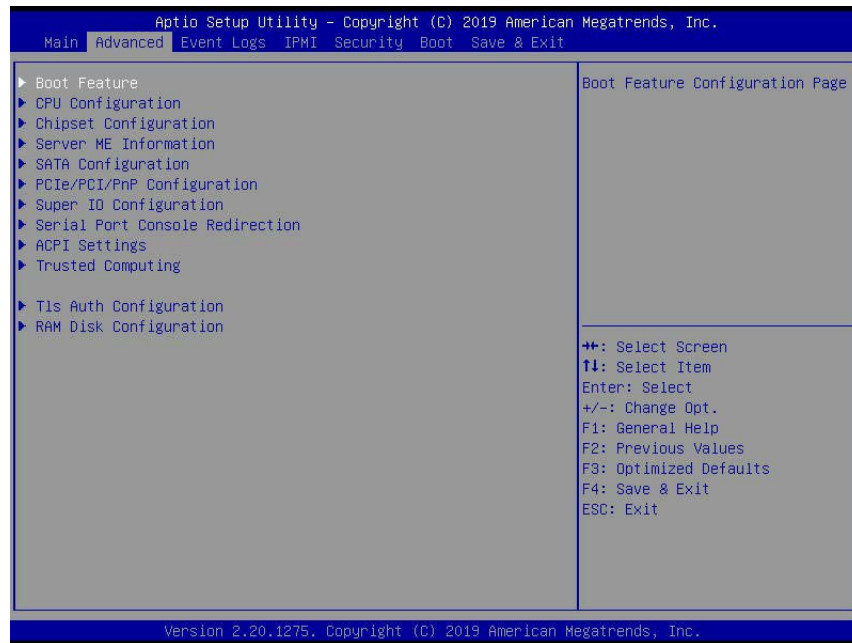 Aptio Setup Utility – Copyright (C) 2019 American Megatrends, Inc.
Main Advanced Event Logs IPMI Security Boot Save & Exit
▶ Boot Feature
▶ CPU Configuration
▶ Chipset Configuration
▶ Server ME Information
▶ SATA Configuration
▶ PCIe/PCI/PnP Configuration
▶ Super IO Configuration
▶ Serial Port Console Redirection
▶ ACPI Settings
▶ Trusted Computing
▶ Tls Auth Configuration
▶ RAM Disk Configuration
Boot Feature Configuration Page
→←: Select Screen
↑↓: Select Item
Enter: Select
+/-: Change Opt.
F1: General Help
F2: Previous Values
F3: Optimized Defaults
F4: Save & Exit
ESC: Exit
Version 2.20.1275. Copyright (C) 2019 American Megatrends, Inc.